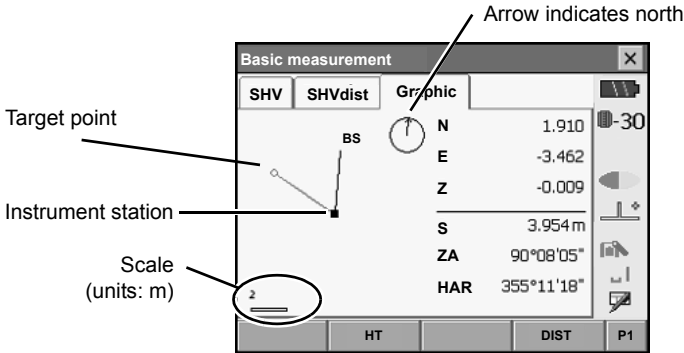 Arrow indicates north
Basic measurement
SHV
SHVdist
Graphic
Target point
BS
N 1.910
E -3.462
Z -0.009
Instrument station
S 3.954 m
ZA 90°08'05"
HAR 355°11'18"
Scale
(units: m)
2
-30
HT
DIST
P1